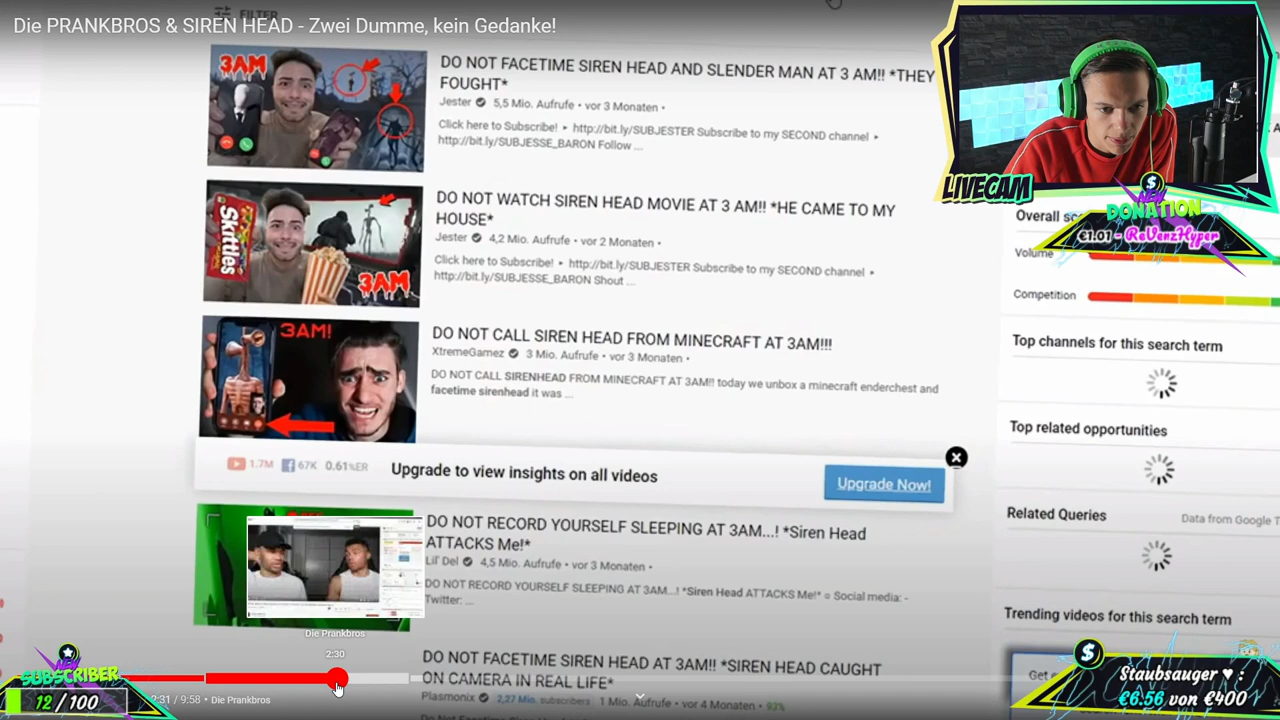 FILTER
Die PRANKBROS & SIREN HEAD - Zwei Dumme, kein Gedanke!
3AM
DO NOT FACETIME SIREN HEAD AND SLENDER MAN AT 3 AM!! *THEY
FOUGHT*
Jester 5,5 Mio. Aufrufe • vor 3 Monaten •
Click here to Subscribe! ▸ http://bit.ly/SUBJESTER Subscribe to my SECOND channel ▸
http://bit.ly/SUBJESSE_BARON Follow ...
Skittles
3AM
DO NOT WATCH SIREN HEAD MOVIE AT 3 AM!! *HE CAME TO MY
HOUSE*
Jester 4,2 Mio. Aufrufe • vor 2 Monaten •
Click here to Subscribe! ▸ http://bit.ly/SUBJESTER Subscribe to my SECOND channel ▸
http://bit.ly/SUBJESSE_BARON Shout ...
3AM!
DO NOT CALL SIREN HEAD FROM MINECRAFT AT 3AM!!!
XtremeGamez 3 Mio. Aufrufe • vor 3 Monaten •
DO NOT CALL SIRENHEAD FROM MINECRAFT AT 3AM!! today we unbox a minecraft enderchest and
facetime sirenhead it was ...
1.7M 67K 0.61%ER
Upgrade to view insights on all videos
Upgrade Now!
DO NOT RECORD YOURSELF SLEEPING AT 3AM...! *Siren Head
ATTACKS Me!*
Lil' Del 4,5 Mio. Aufrufe • vor 3 Monaten •
DO NOT RECORD YOURSELF SLEEPING AT 3AM...! *Siren Head ATTACKS Me!* ¤ Social media: -
Twitter: ...
DO NOT FACETIME SIREN HEAD AT 3AM!! *SIREN HEAD CAUGHT
ON CAMERA IN REAL LIFE*
Plasmonix 2,27 Mio. subscribers 1 Mio. Aufrufe • vor 4 Monaten • 93%
Die Prankbros
2:30
2:31 / 9:58 • Die Prankbros
NEW
SUBSCRIBER
12 / 100
LIVECAM
NEW
DONATION
€1.01 - ReVerzHyper
Overall
Volume
Competition
Top channels for this search term
Top related opportunities
Related Queries
Data from Google
Trending videos for this search term
Get
Staubsauger ♥ :
€6.56 von €400